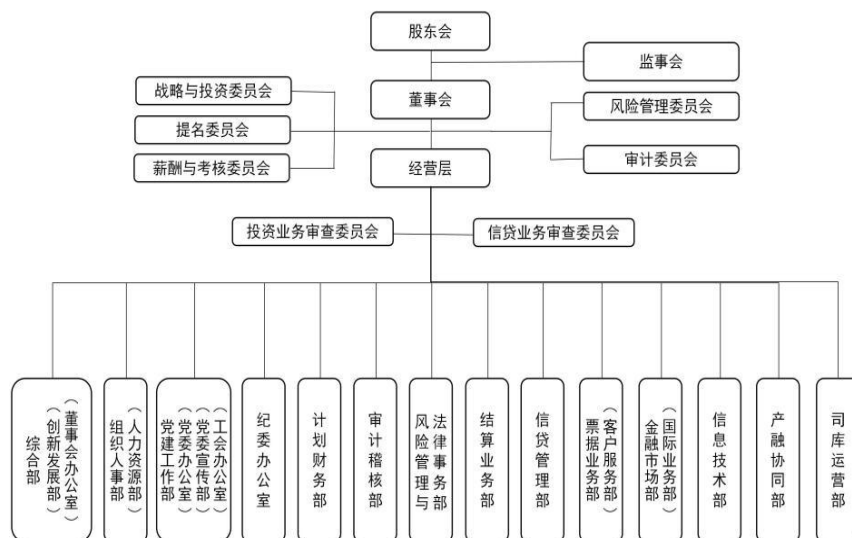 股东会
监事会
战略与投资委员会
董事会
风险管理委员会
提名委员会
薪酬与考核委员会
经营层
审计委员会
投资业务审查委员会
信贷业务审查委员会
综合部
（创新发展部）
（董事会办公室）
组织人事部
（人力资源部）
党建工作部
（党委办公室）
（党委宣传部）
（工会办公室）
纪委办公室
计划财务部
审计稽核部
风险管理与
法律事务部
结算业务部
信贷管理部
票据业务部
（客户服务部）
金融市场部
（国际业务部）
信息技术部
产融协同部
司库运营部